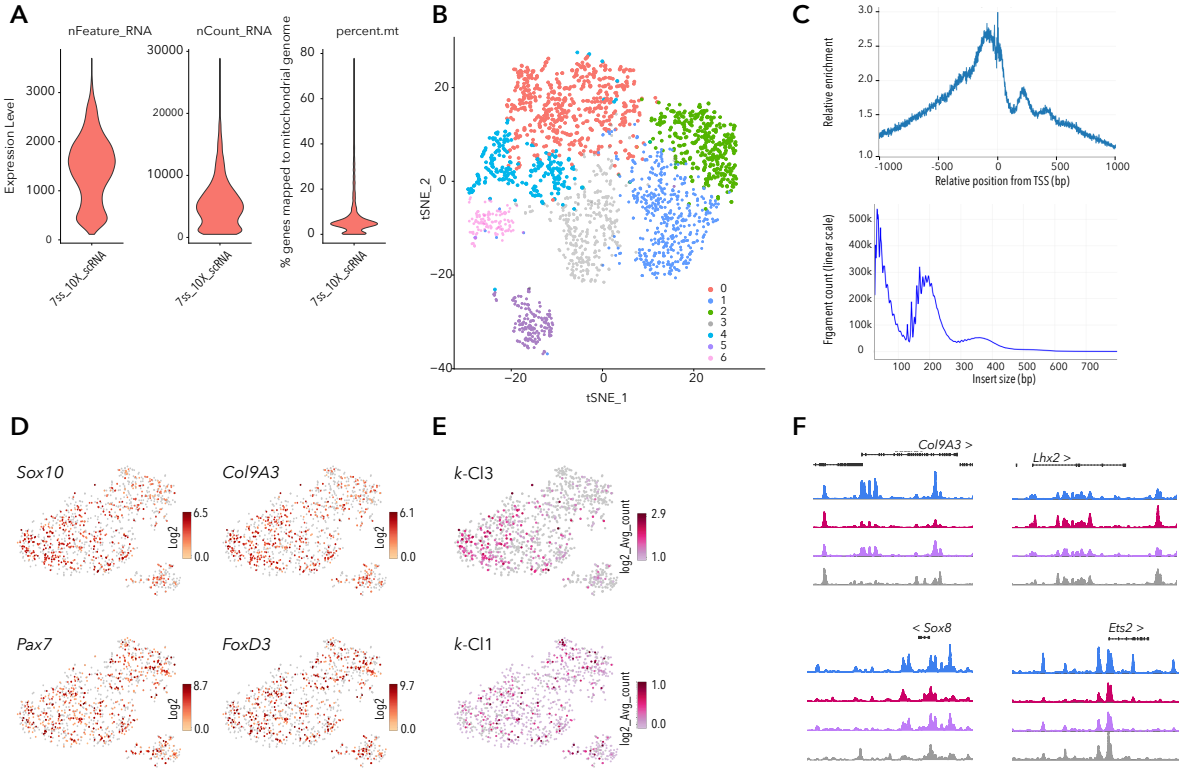 A
nFeature_RNA
nCount_RNA
percent.mt
Expression Level
3000
2000
1000
0
7ss_10X_scRNA
30000
20000
10000
0
7ss_10X_scRNA
% genes mapped to mitochondrial genome
80
60
40
20
0
7ss_10X_scRNA
B
tSNE_2
20
0
−20
−40
−20
0
20
tSNE_1
0
1
2
3
4
5
6
C
Relative enrichment
3.0
2.5
2.0
1.5
1.0
-1000
-500
0
500
1000
Relative position from TSS (bp)
Frgament count (linear scale)
500k
400k
300k
200k
100k
0
100
200
300
400
500
600
700
Insert size (bp)
D
Sox10
6.5
Log2
0.0
Col9A3
6.1
Log2
0.0
Pax7
8.7
Log2
0.0
FoxD3
9.7
Log2
0.0
E
k-Cl3
2.9
log2_Avg_count
1.0
k-Cl1
1.0
log2_Avg_count
0.0
F
Col9A3 >
Lhx2 >
< Sox8
Ets2 >